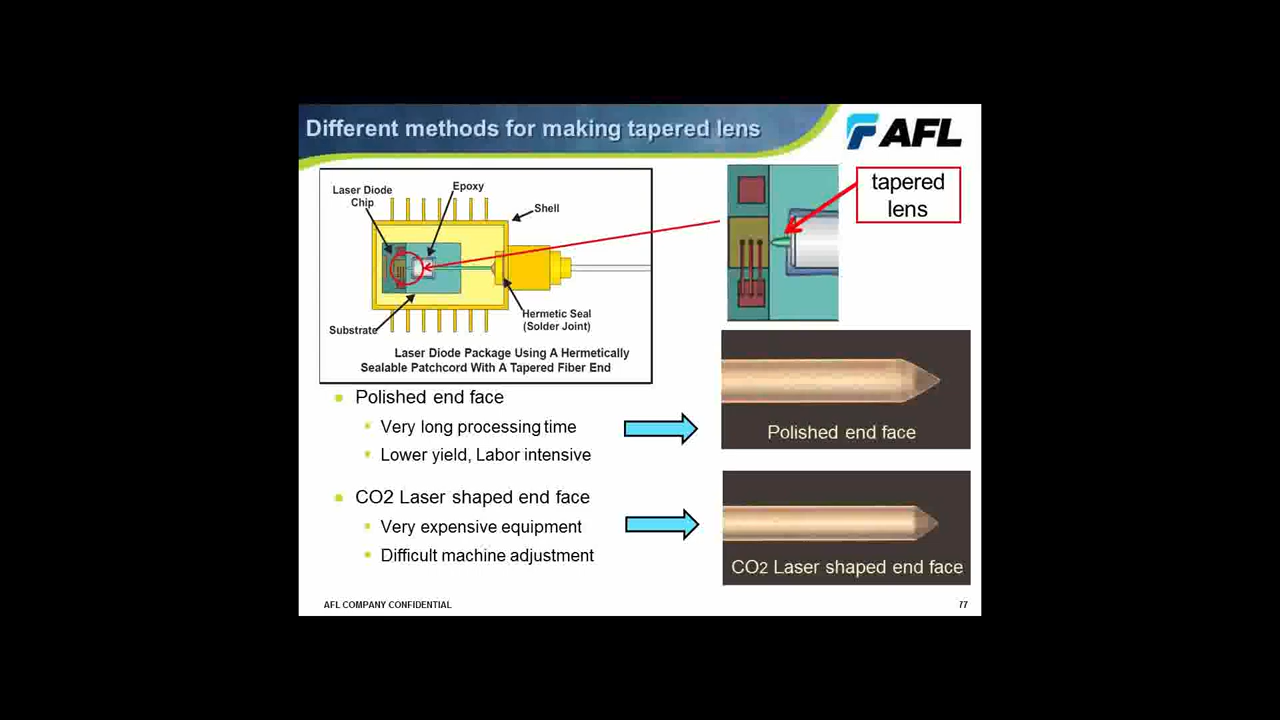 Different methods for making tapered lens
AFL
Laser Diode
Chip
Epoxy
Shell
Substrate
Hermetic Seal
(Solder Joint)
Laser Diode Package Using A Hermetically
Sealable Patchcord With A Tapered Fiber End
tapered
lens
Polished end face
Very long processing time
Lower yield, Labor intensive
Polished end face
CO2 Laser shaped end face
Very expensive equipment
Difficult machine adjustment
CO2 Laser shaped end face
AFL COMPANY CONFIDENTIAL
77